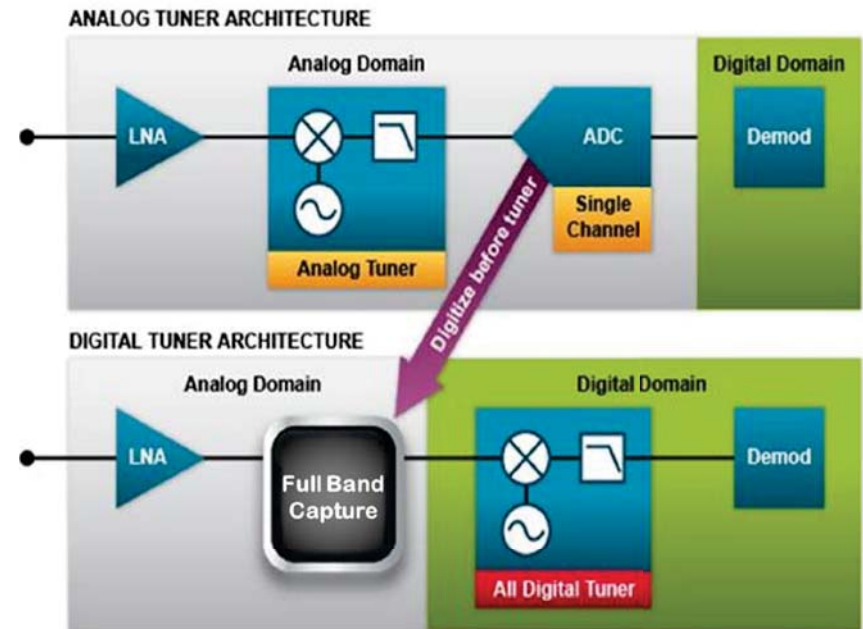 ANALOG TUNER ARCHITECTURE
Analog Domain
Digital Domain
LNA
ADC
Demod
Single
Channel
Analog Tuner
Digitize before tuner
DIGITAL TUNER ARCHITECTURE
Analog Domain
Digital Domain
LNA
Full Band
Capture
Demod
All Digital Tuner